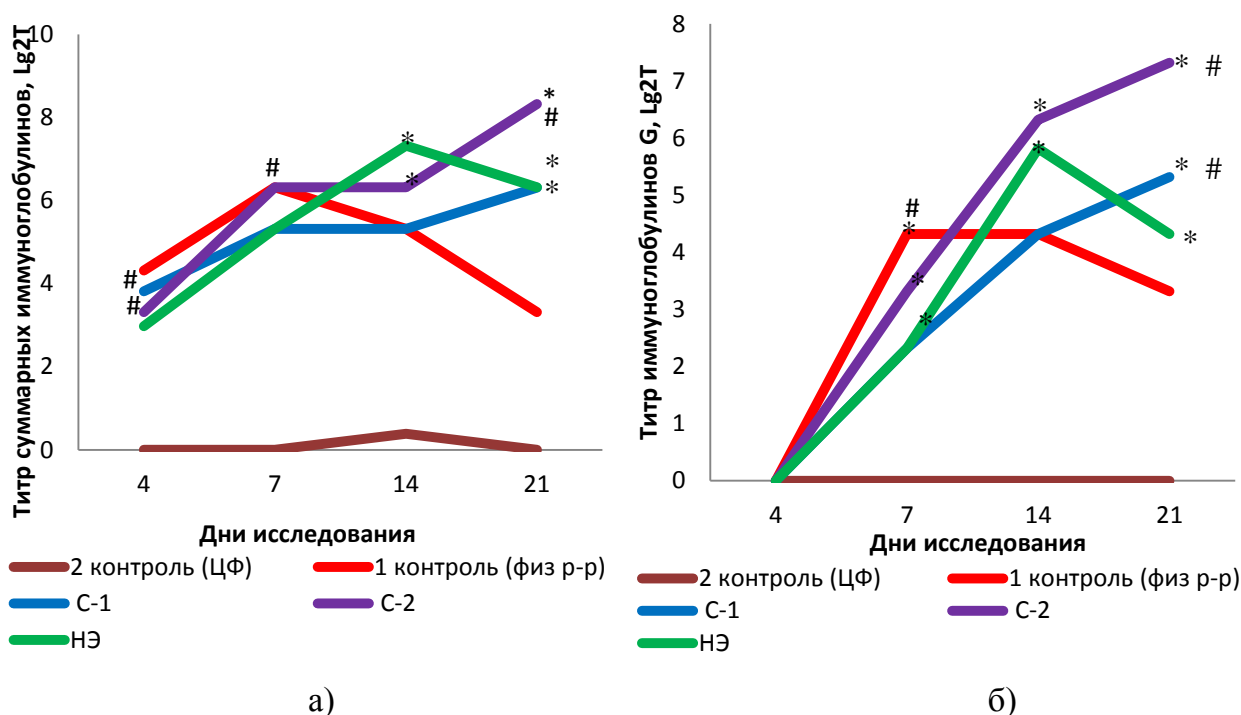 Титр суммарных иммуноглобулинов, Lg2T
10
8
6
4
2
0
#
#
#
*
*
*
#
*
*
4 7 14 21
Дни исследования
2 контроль (ЦФ) 1 контроль (физ р-р)
С-1 С-2
НЭ
а)
Титр иммуноглобулинов G, Lg2T
8
7
6
5
4
3
2
1
0
#
*
*
*
*
*
* #
* #
*
4 7 14 21
Дни исследования
2 контроль (ЦФ) 1 контроль (физ р-р)
С-1 С-2
НЭ
б)